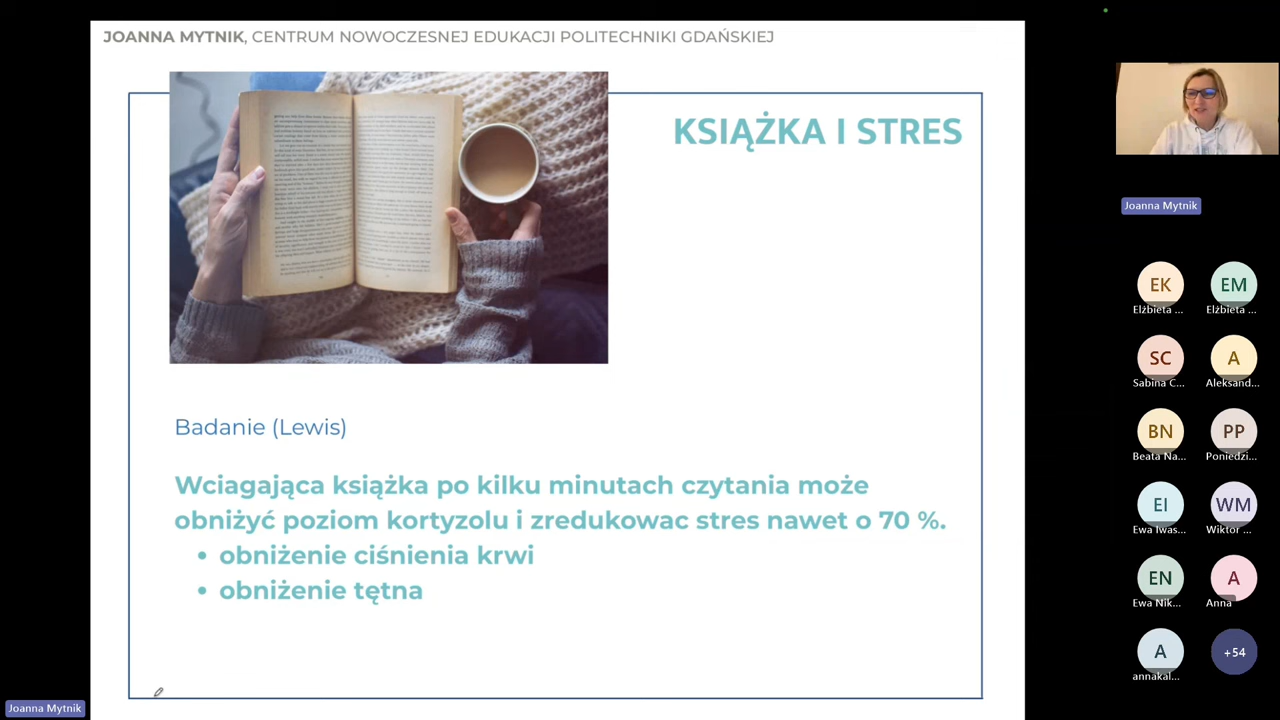 JOANNA MYTNIK, CENTRUM NOWOCZESNEJ EDUKACJI POLITECHNIKI GDAŃSKIEJ
KSIĄŻKA I STRES
Badanie (Lewis)
Wciagająca książka po kilku minutach czytania może
obniżyć poziom kortyzolu i zredukowac stres nawet o 70 %.
• obniżenie ciśnienia krwi
• obniżenie tętna
Joanna Mytnik
Joanna Mytnik
EK
EM
Elżbieta ...
Elżbieta ...
SC
A
Sabina C...
Aleksand...
BN
PP
Beata Na...
Poniedzi...
EI
WM
Ewa Iwas...
Wiktor ...
EN
A
Ewa Nik...
Anna
A
+54
annakal...